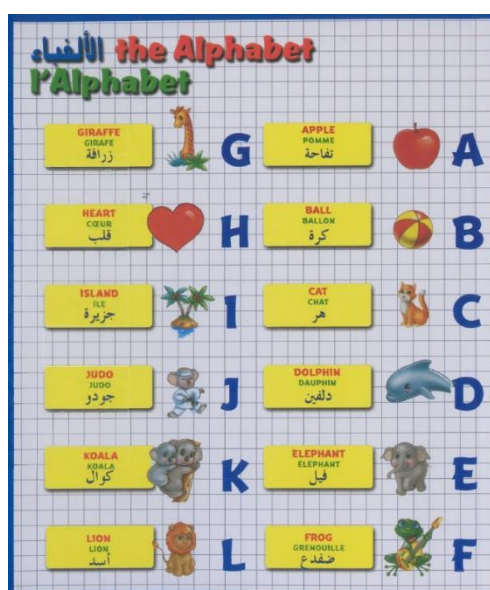 الألفباء the Alphabet
l'Alphabet
GIRAFFE
GIRAFE
زرافة
G
APPLE
POMME
تفاحة
A
HEART
CŒUR
قلب
H
BALL
BALLON
كرة
B
ISLAND
ILE
جزيرة
I
CAT
CHAT
هر
C
JUDO
JUDO
جودو
J
DOLPHIN
DAUPHIN
دلفين
D
KOALA
KOALA
كوال
K
ELEPHANT
ELÉPHANT
فيل
E
LION
LION
أسد
L
FROG
GRENOUILLE
ضفدع
F